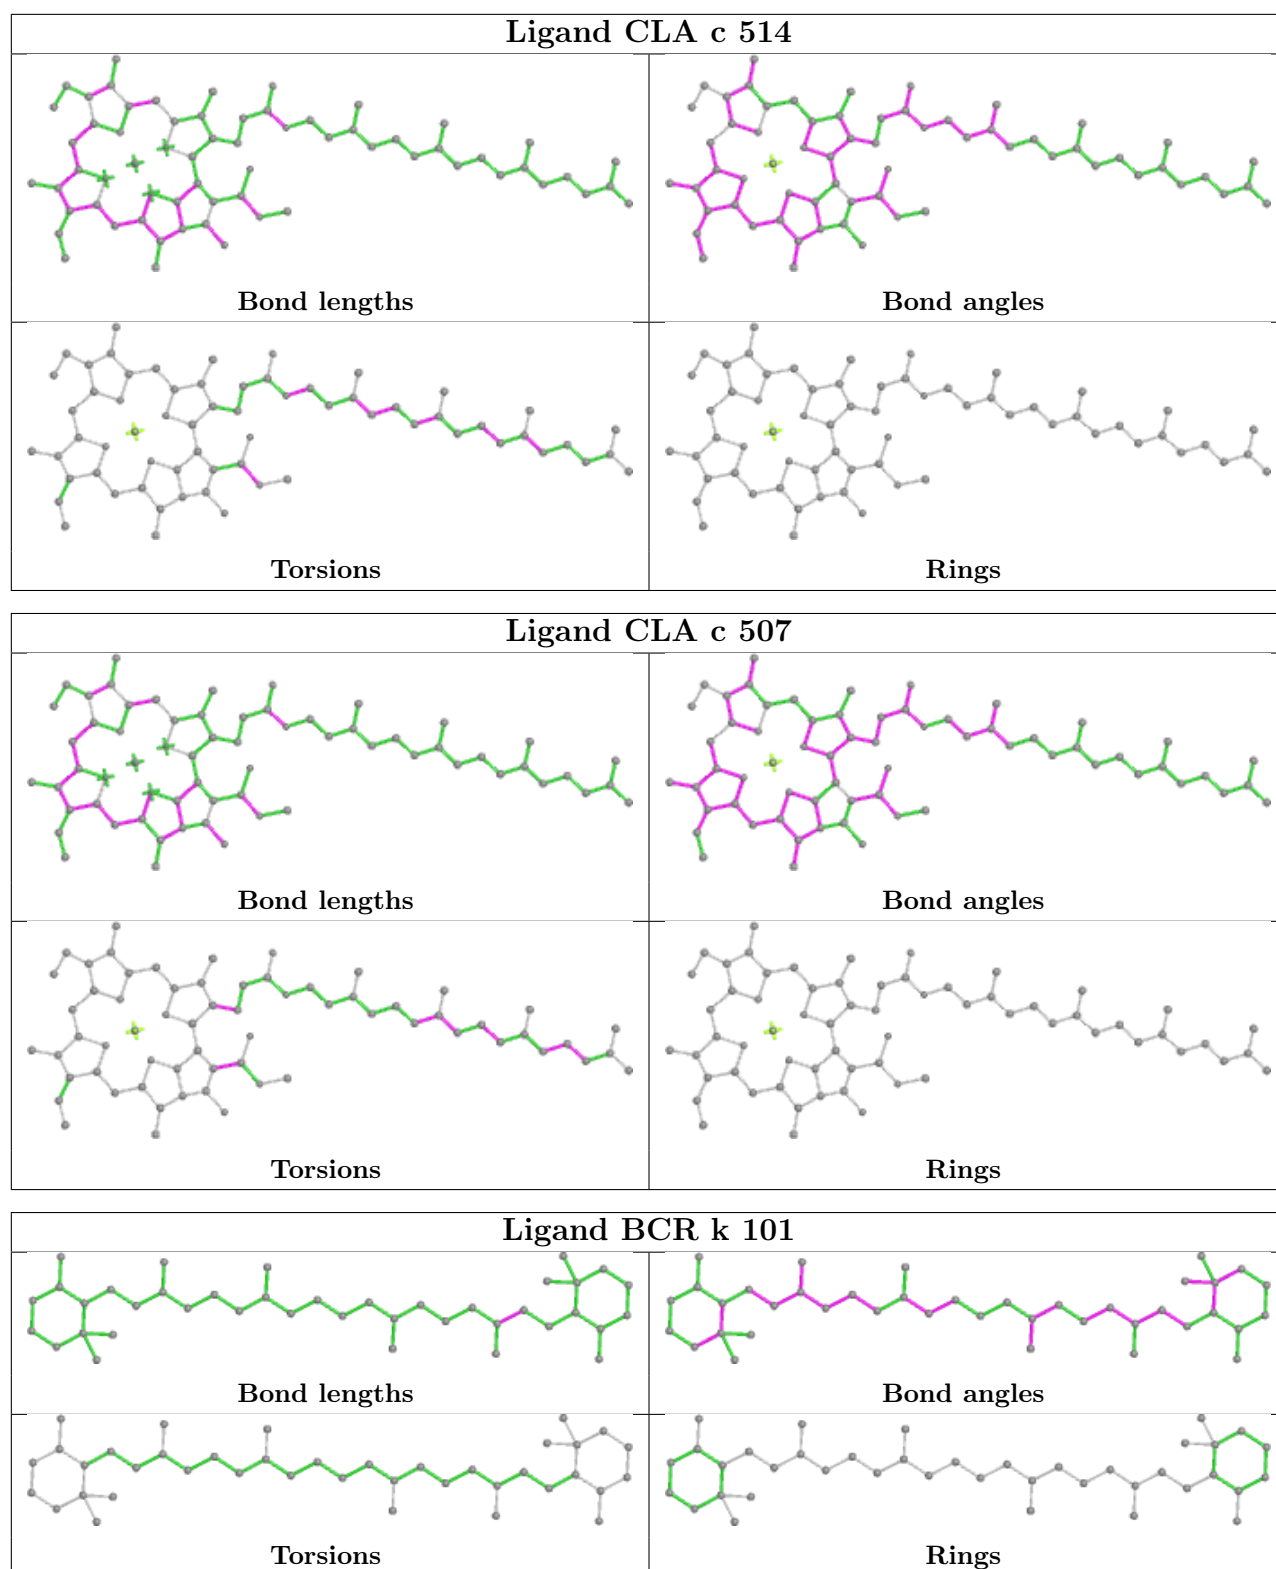 Ligand CLA c 514
Bond lengths
Bond angles
Torsions
Rings
Ligand CLA c 507
Bond lengths
Bond angles
Torsions
Rings
Ligand BCR k 101
Bond lengths
Bond angles
Torsions
Rings